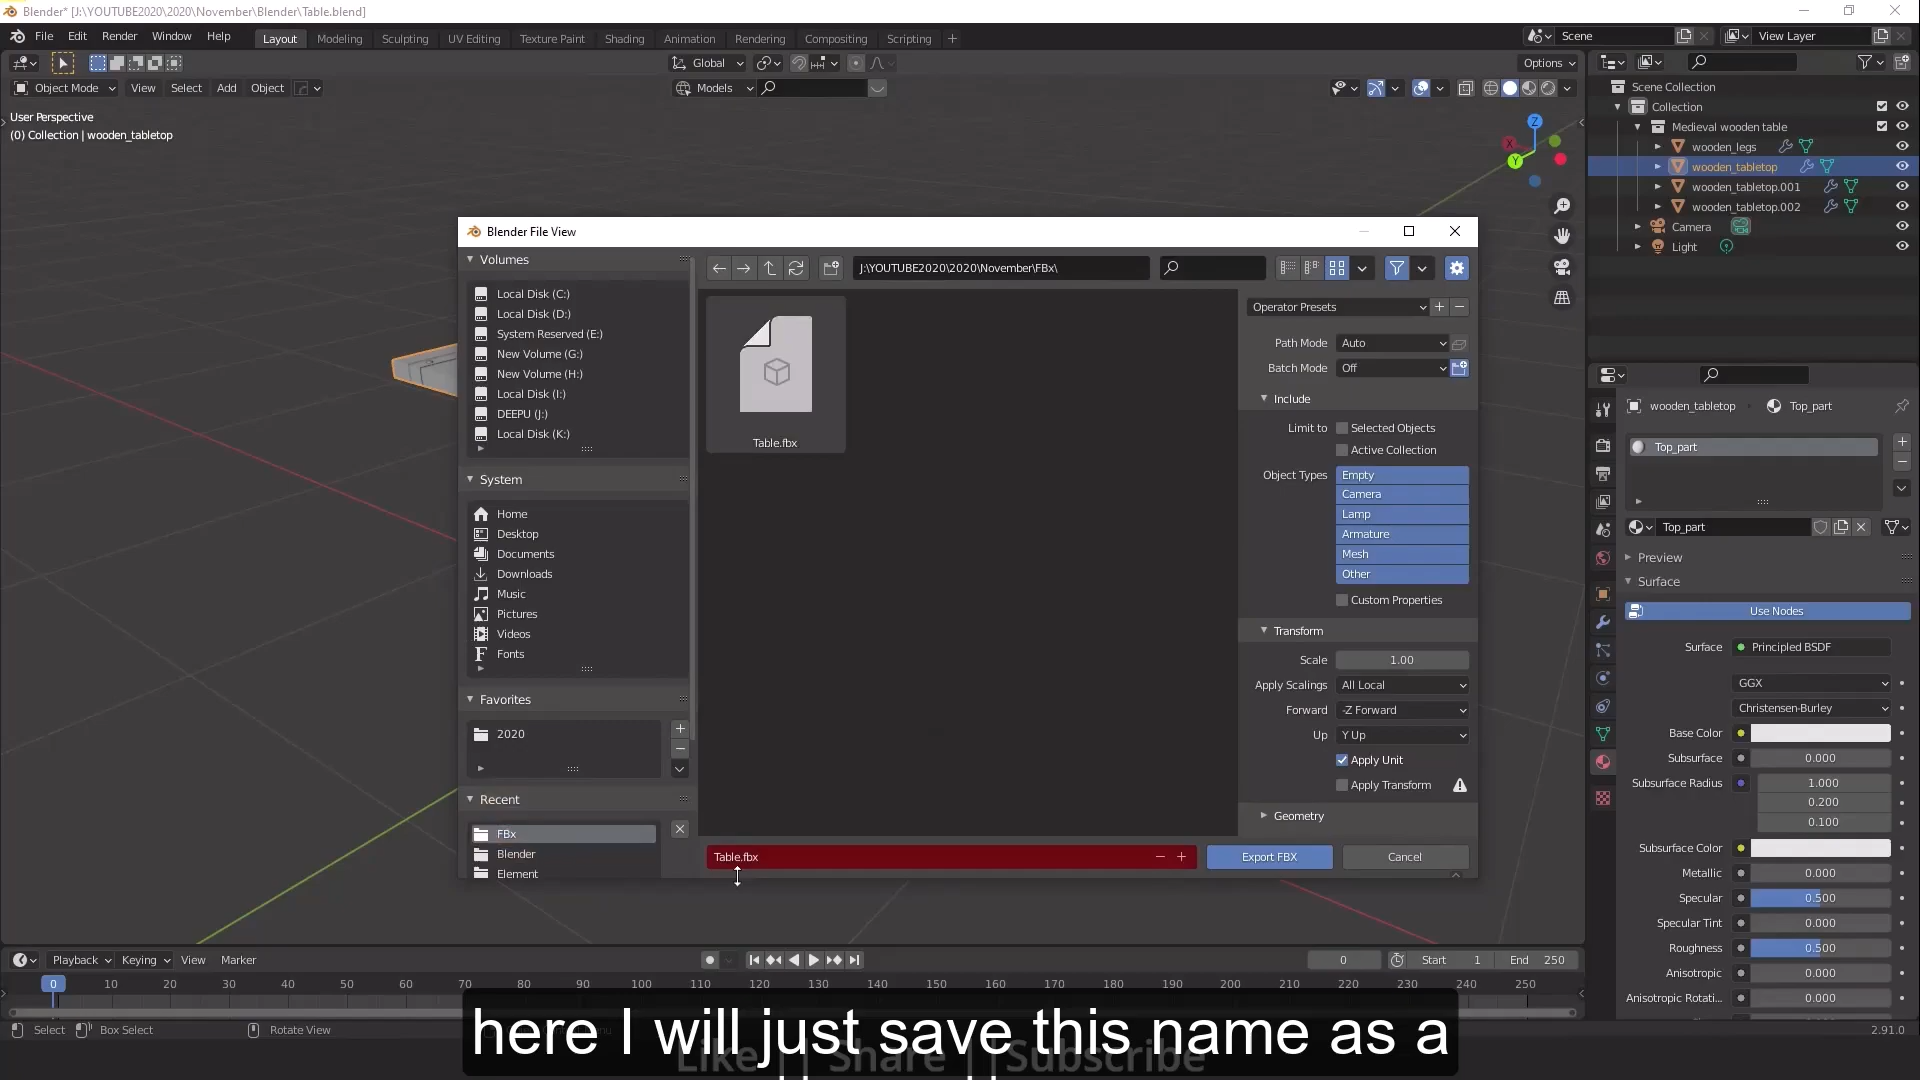 Blender* [J:\YOUTUBE2020\2020\November\Blender\Table.blend]
File Edit Render Window Help
Layout Modeling Sculpting UV Editing Texture Paint Shading Animation Rendering Compositing Scripting
Scene
View Layer
Global
Options
Object Mode View Select Add Object
Models
User Perspective
(0) Collection | wooden_tabletop
Z
X
Y
Scene Collection
Collection
Medieval wooden table
wooden_legs
wooden_tabletop
wooden_tabletop.001
wooden_tabletop.002
Camera
Light
Blender File View
Volumes
Local Disk (C:)
Local Disk (D:)
System Reserved (E:)
New Volume (G:)
New Volume (H:)
Local Disk (I:)
DEEPU (J:)
Local Disk (K:)
System
Home
Desktop
Documents
Downloads
Music
Pictures
Videos
Fonts
Favorites
2020
Recent
FBx
Blender
Element
J:\YOUTUBE2020\2020\November\FBx\
Table.fbx
Operator Presets
Path Mode Auto
Batch Mode Off
Include
Limit to Selected Objects
Active Collection
Object Types Empty
Camera
Lamp
Armature
Mesh
Other
Custom Properties
Transform
Scale 1.00
Apply Scalings All Local
Forward -Z Forward
Up Y Up
Apply Unit
Apply Transform
Geometry
Table.fbx
Export FBX
Cancel
wooden_tabletop Top_part
Top_part
Top_part
Preview
Surface
Use Nodes
Surface Principled BSDF
GGX
Christensen-Burley
Base Color
Subsurface 0.000
Subsurface Radius 1.000
0.200
0.100
Subsurface Color
Metallic 0.000
Specular 0.500
Specular Tint 0.000
Roughness 0.500
Anisotropic 0.000
Anisotropic Rotati... 0.000
Playback Keying View Marker
0 Start 1 End 250
0 10 20 30 40 50 60 70 80 90 100 110 120 130 140 150 160 170 180 190 200 210 220 230 240 250
Select Box Select Rotate View
2.91.0
here I will just save this name as a
Like || Share ||Subscribe